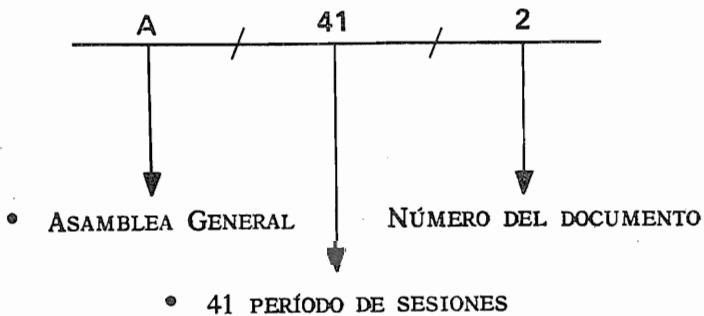 A / 41 / 2
• ASAMBLEA GENERAL NÚMERO DEL DOCUMENTO
• 41 PERÍODO DE SESIONES